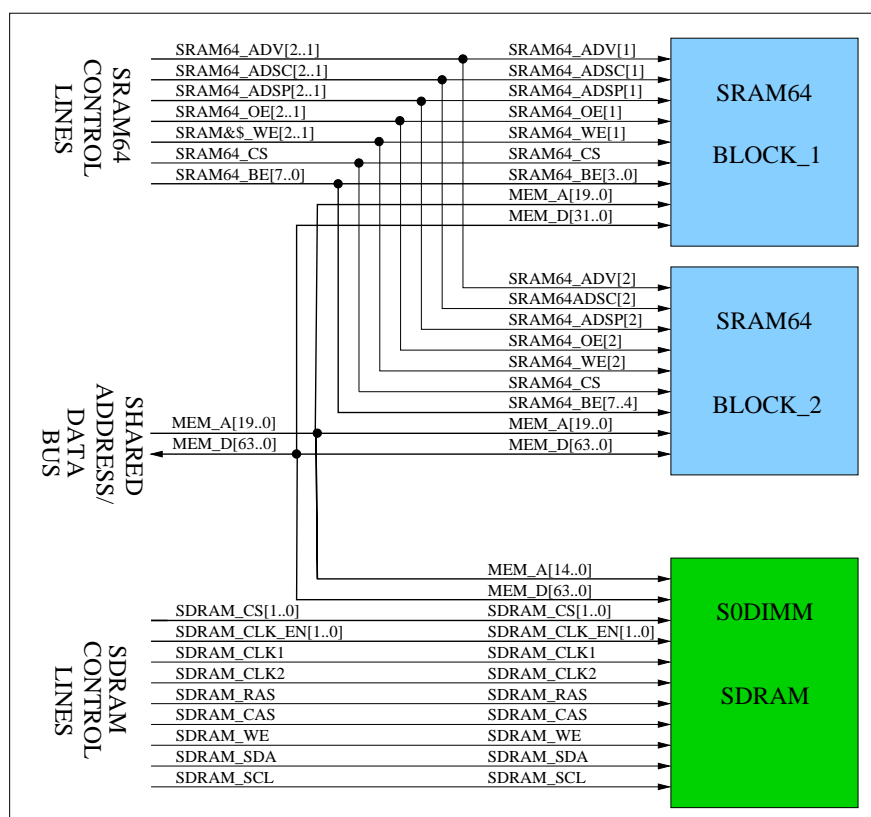 SRAM64
CONTROL
LINES
SRAM64_ADV[2..1]
SRAM64_ADSC[2..1]
SRAM64_ADSP[2..1]
SRAM64_OE[2..1]
SRAM&$_WE[2..1]
SRAM64_CS
SRAM64_BE[7..0]
SRAM64_ADV[1]
SRAM64_ADSC[1]
SRAM64_ADSP[1]
SRAM64_OE[1]
SRAM64_WE[1]
SRAM64_CS
SRAM64_BE[3..0]
MEM_A[19..0]
MEM_D[31..0]
SRAM64
BLOCK_1
SRAM64_ADV[2]
SRAM64ADSC[2]
SRAM64_ADSP[2]
SRAM64_OE[2]
SRAM64_WE[2]
SRAM64_CS
SRAM64_BE[7..4]
MEM_A[19..0]
MEM_D[63..0]
SRAM64
BLOCK_2
SHARED
ADDRESS/
DATA
BUS
MEM_A[19..0]
MEM_D[63..0]
MEM_A[14..0]
MEM_D[63..0]
SDRAM_CS[1..0]
SDRAM_CLK_EN[1..0]
SDRAM_CLK1
SDRAM_CLK2
SDRAM_RAS
SDRAM_CAS
SDRAM_WE
SDRAM_SDA
SDRAM_SCL
S0DIMM
SDRAM
SDRAM
CONTROL
LINES
SDRAM_CS[1..0]
SDRAM_CLK_EN[1..0]
SDRAM_CLK1
SDRAM_CLK2
SDRAM_RAS
SDRAM_CAS
SDRAM_WE
SDRAM_SDA
SDRAM_SCL